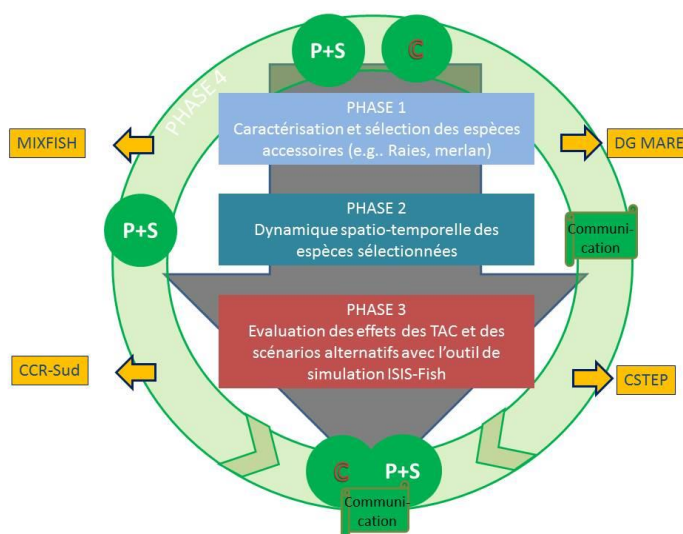 P+S
C
PHASE 4
PHASE 1
Caractérisation et sélection des espèces
accessoires (e.g.. Raies, merlan)
MIXFISH
DG MARE
PHASE 2
Dynamique spatio-temporelle des
espèces sélectionnées
P+S
Communi-
cation
PHASE 3
Evaluation des effets des TAC et des
scénarios alternatifs avec l’outil de
simulation ISIS-Fish
CCR-Sud
CSTEP
C
P+S
Communi-
cation